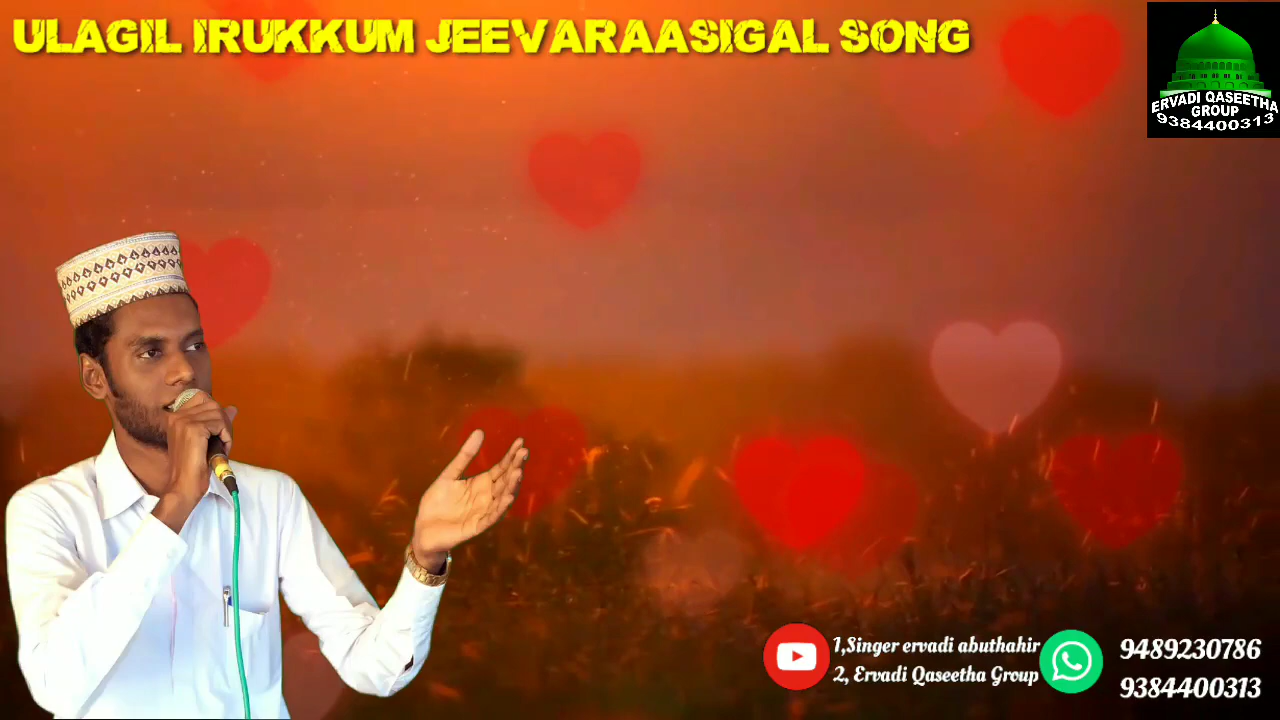 ULAGIL IRUKKUM JEEVARAASIGAL SONG
ERVADI QASEETHA
GROUP
9384400313
1,Singer ervadi abuthahir
2, Ervadi Qaseetha Group
9489230786
9384400313